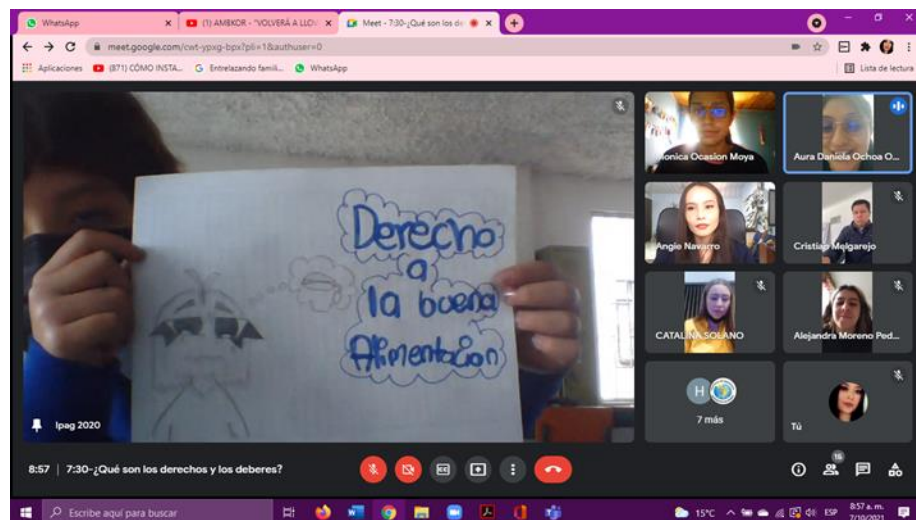 WhatsApp
(1) AMBKOR - "VOLVERÁ A LLOV
Meet - 7:30-¿Qué son los de
meet.google.com/cwt-ypxg-bpx?pli=1&authuser=0
Aplicaciones
(871) CÓMO INSTA...
Entrelazando famili...
WhatsApp
Lista de lectura
Derecho
a
la buena
Alimentacion
Ipag 2020
Monica Ocasion Moya
Aura Daniela Ochoa O...
Angie Navarro
Cristian Melgarejo
CATALINA SOLANO
Alejandra Moreno Ped...
H
7 más
Tú
8:57 | 7:30-¿Qué son los derechos y los deberes?
16
Escribe aquí para buscar
15°C
ESP
8:57 a. m.
7/10/2021